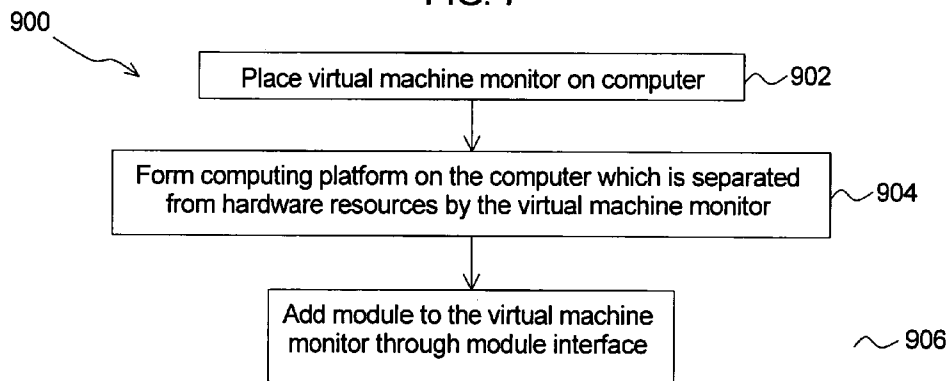 900
Place virtual machine monitor on computer
902
Form computing platform on the computer which is separated
from hardware resources by the virtual machine monitor
904
Add module to the virtual machine
monitor through module interface
906